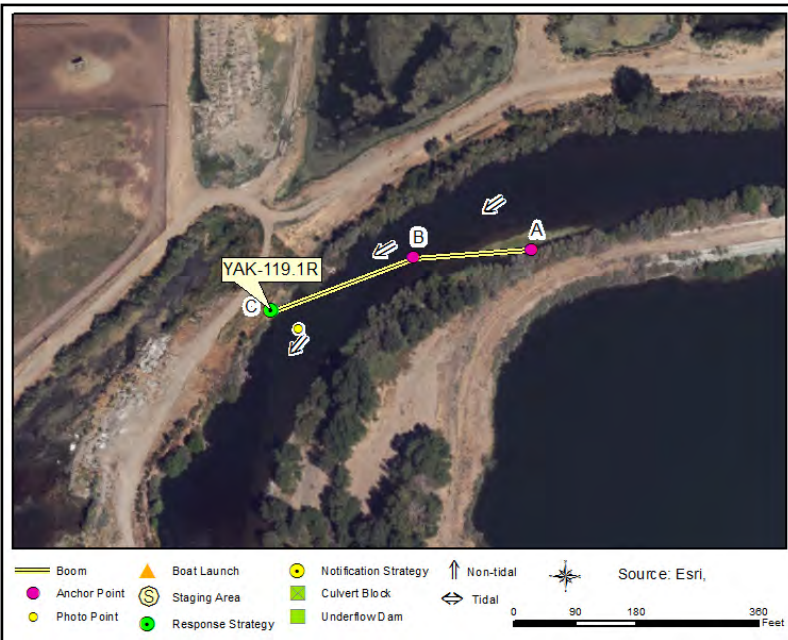 A
B
YAK-119.1R
C
Boom
Boat Launch
Notification Strategy
Non-tidal
Source: Esri,
Anchor Point
S
Staging Area
Culvert Block
Tidal
Photo Point
Response Strategy
Underflow Dam
0 90 180 360
Feet